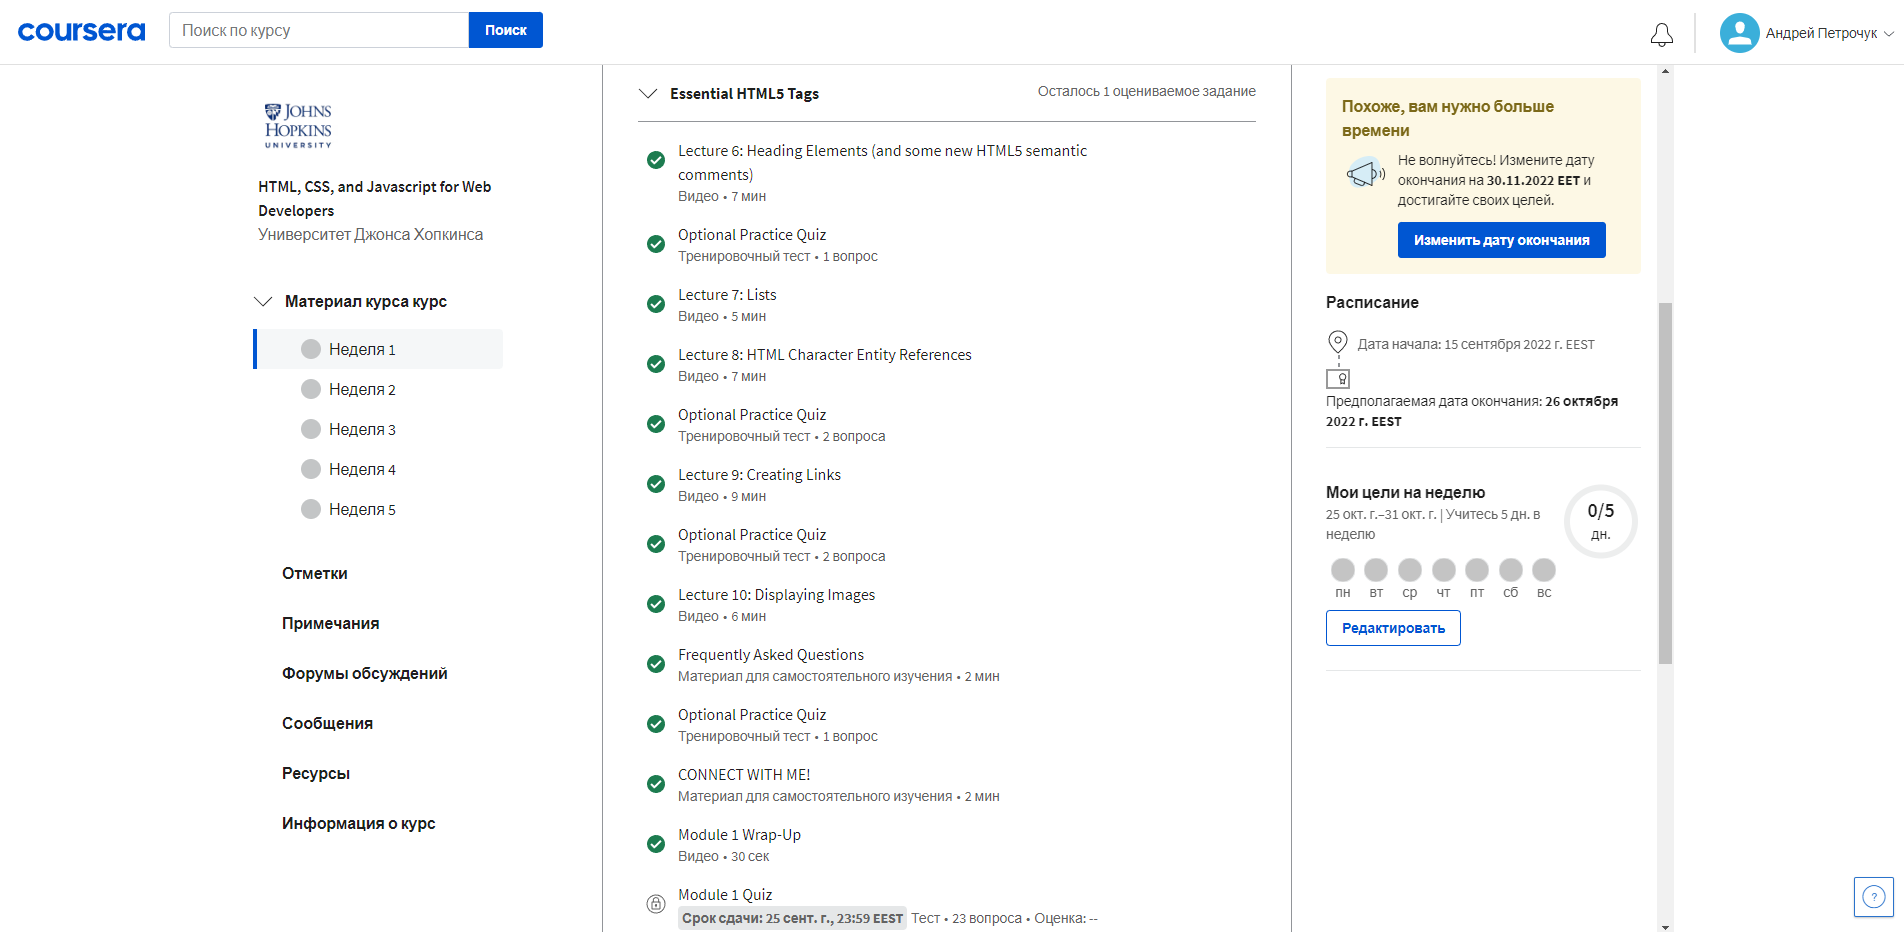 coursera
Поиск по курсу
Поиск
Андрей Петрочук
JOHNS
HOPKINS
UNIVERSITY
HTML, CSS, and Javascript for Web
Developers
Университет Джонса Хопкинса
Материал курса курс
Неделя 1
Неделя 2
Неделя 3
Неделя 4
Неделя 5
Отметки
Примечания
Форумы обсуждений
Сообщения
Ресурсы
Информация о курс
Essential HTML5 Tags
Осталось 1 оцениваемое задание
Lecture 6: Heading Elements (and some new HTML5 semantic
comments)
Видео • 7 мин
Optional Practice Quiz
Тренировочный тест • 1 вопрос
Lecture 7: Lists
Видео • 5 мин
Lecture 8: HTML Character Entity References
Видео • 7 мин
Optional Practice Quiz
Тренировочный тест • 2 вопроса
Lecture 9: Creating Links
Видео • 9 мин
Optional Practice Quiz
Тренировочный тест • 2 вопроса
Lecture 10: Displaying Images
Видео • 6 мин
Frequently Asked Questions
Материал для самостоятельного изучения • 2 мин
Optional Practice Quiz
Тренировочный тест • 1 вопрос
CONNECT WITH ME!
Материал для самостоятельного изучения • 2 мин
Module 1 Wrap-Up
Видео • 30 сек
Module 1 Quiz
Срок сдачи: 25 сент. г., 23:59 EEST Тест • 23 вопроса • Оценка: --
Похоже, вам нужно больше
времени
Не волнуйтесь! Измените дату
окончания на 30.11.2022 EET и
достигайте своих целей.
Изменить дату окончания
Расписание
Дата начала: 15 сентября 2022 г. EEST
Предполагаемая дата окончания: 26 октября
2022 г. EEST
Мои цели на неделю
25 окт. г.–31 окт. г. | Учитесь 5 дн. в
неделю
0/5
дн.
пн вт ср чт пт сб вс
Редактировать
?